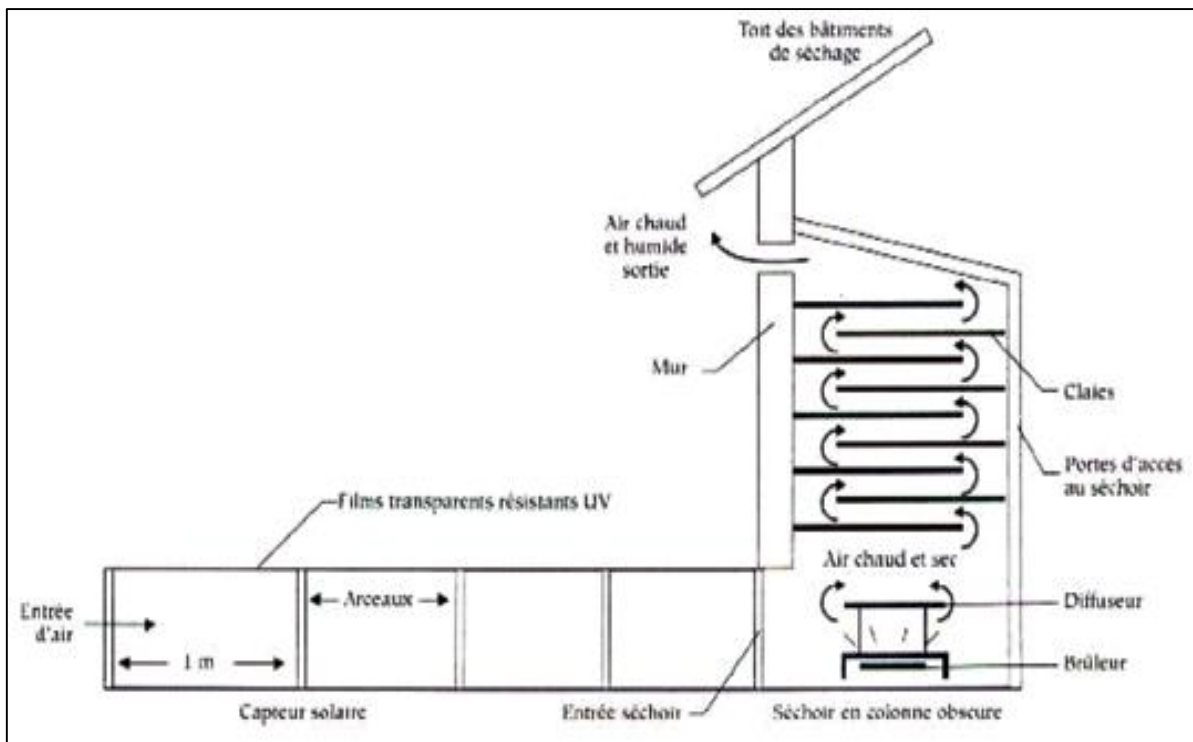 Toit des bâtiments
de séchage
Air chaud
et humide
sortie
Mur
Claies
Portes d'accès
au séchoir
Films transparents résistants UV
Air chaud et sec
Entrée
d'air
Arceaux
Diffuseur
1 m
Brûleur
Capteur solaire
Entrée séchoir
Séchoir en colonne obscure